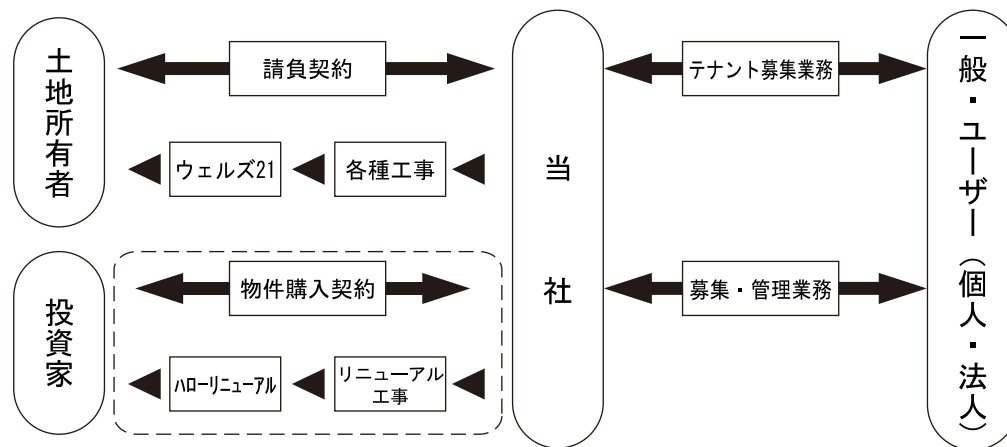 土地所有者
請負契約
ウェルズ21
各種工事
投資家
物件購入契約
ハローリニューアル
リニューアル
工事
当社
テナント募集業務
募集・管理業務
一般・ユーザー（個人・法人）